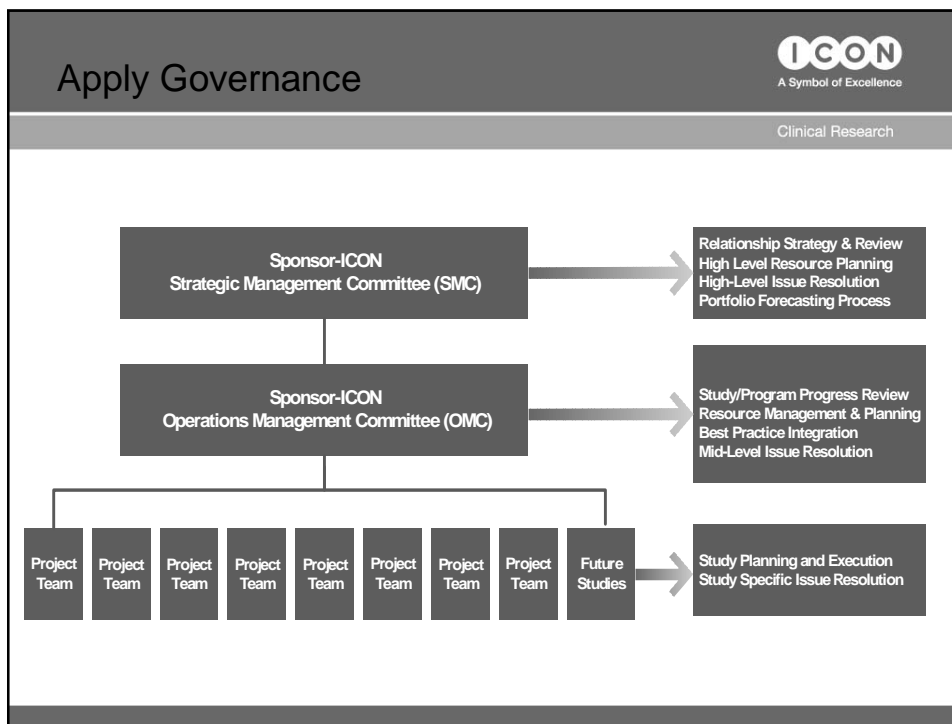 Apply Governance
ICON
A Symbol of Excellence
Clinical Research
Sponsor-ICON
Strategic Management Committee (SMC)
Relationship Strategy & Review
High Level Resource Planning
High-Level Issue Resolution
Portfolio Forecasting Process
Sponsor-ICON
Operations Management Committee (OMC)
Study/Program Progress Review
Resource Management & Planning
Best Practice Integration
Mid-Level Issue Resolution
Project
Team
Project
Team
Project
Team
Project
Team
Project
Team
Project
Team
Project
Team
Project
Team
Future
Studies
Study Planning and Execution
Study Specific Issue Resolution